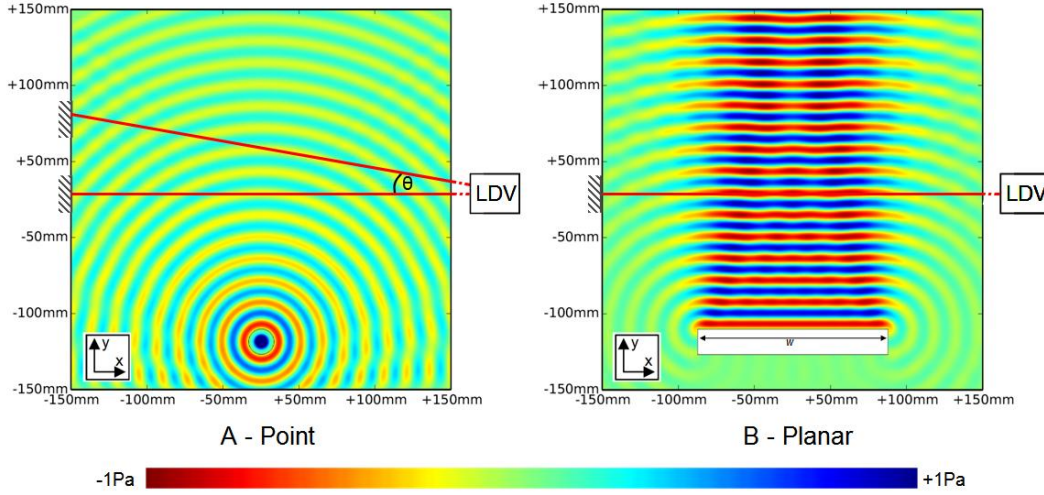 +150mm
+100mm
+50mm
-50mm
-100mm
-150mm
-150mm -100mm -50mm +50mm +100mm +150mm
θ
LDV
y
x
A - Point
+150mm
+100mm
+50mm
-50mm
-100mm
-150mm
-150mm -100mm -50mm +50mm +100mm +150mm
LDV
w
y
x
B - Planar
-1Pa +1Pa